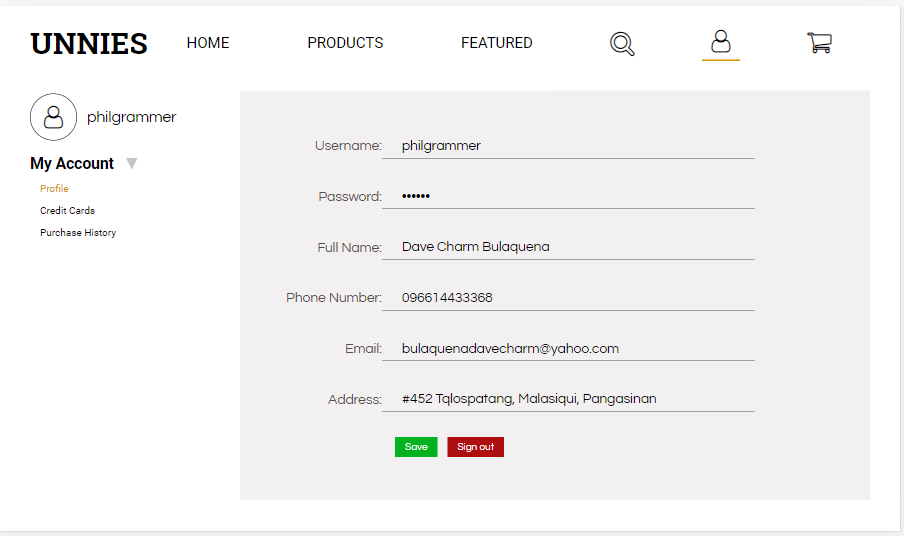 UNNIES HOME PRODUCTS FEATURED
philgrammer
My Account
Profile
Credit Cards
Purchase History
Username: philgrammer
Password: ••••••
Full Name: Dave Charm Bulaquena
Phone Number: 096614433368
Email: bulaquenadavecharm@yahoo.com
Address: #452 Tqlospatang, Malasiqui, Pangasinan
Save Sign out